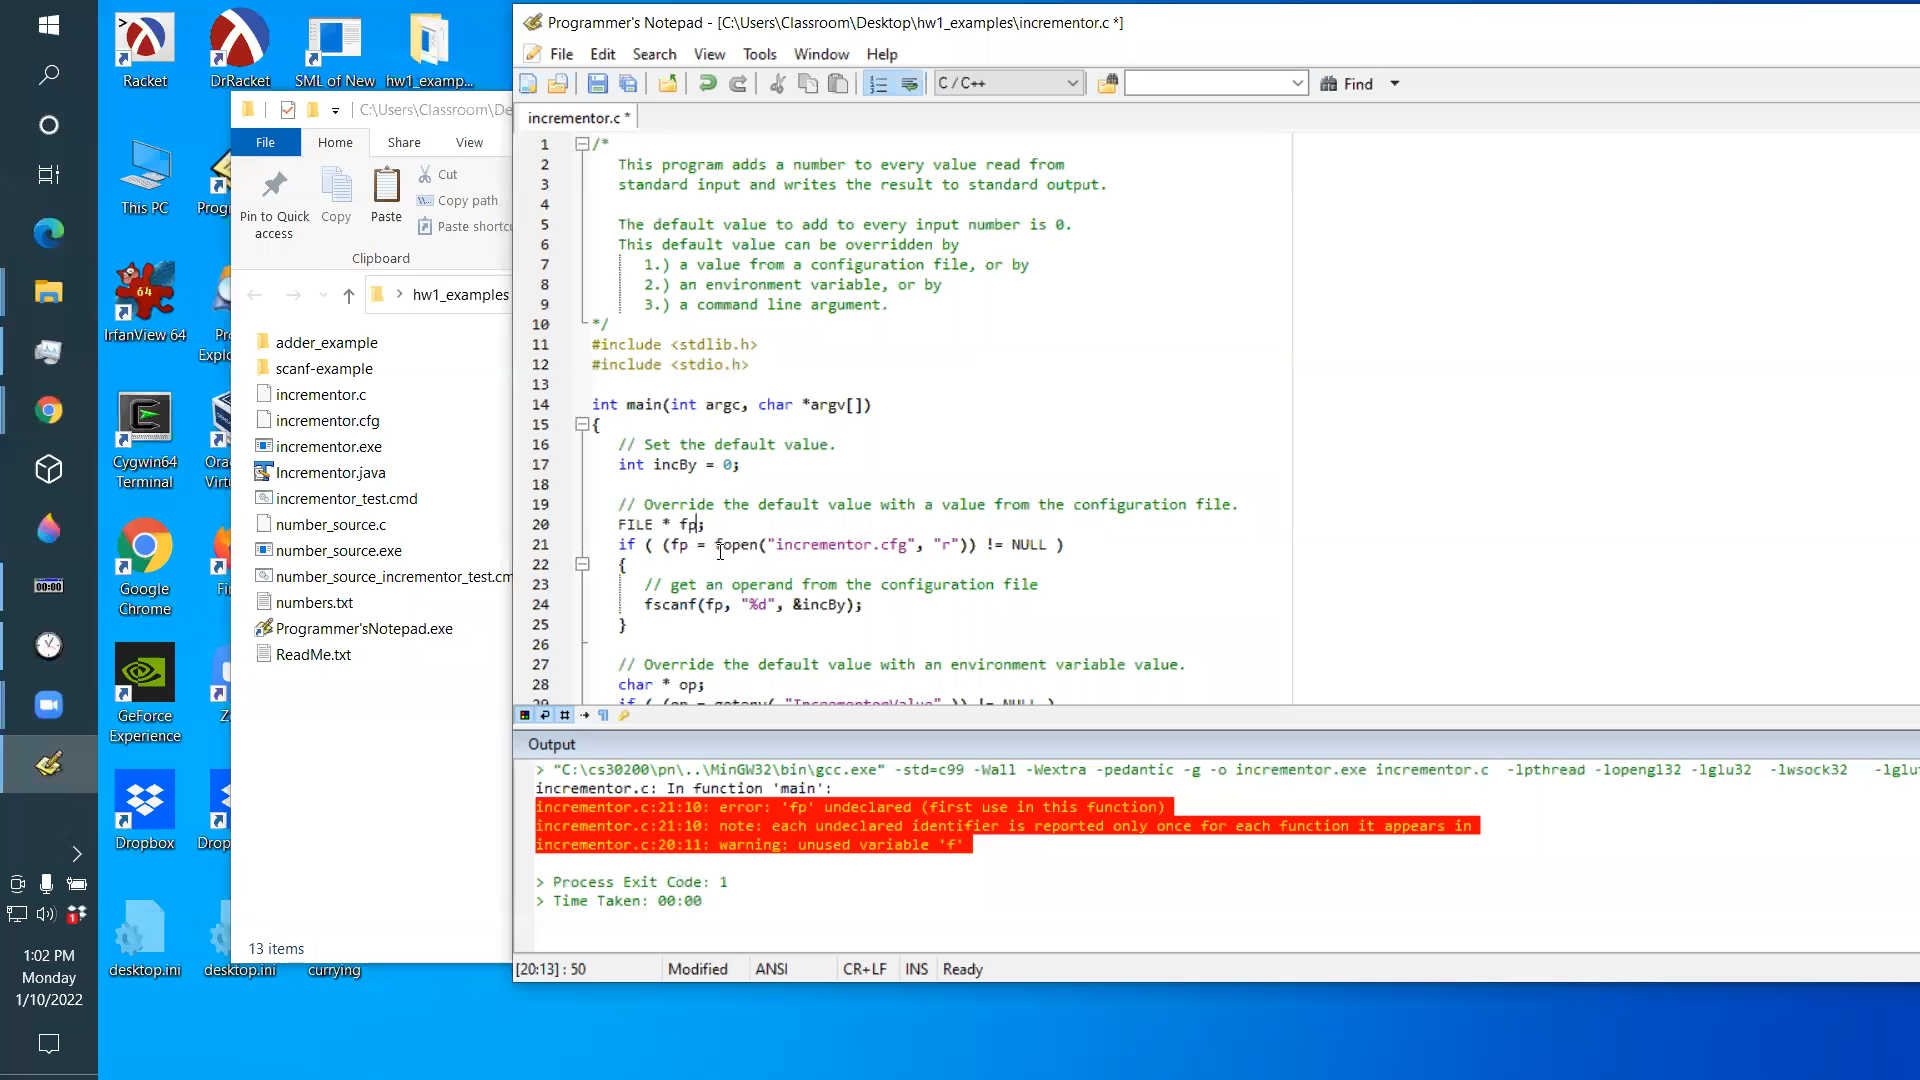 Programmer's Notepad - [C:\Users\Classroom\Desktop\hw1_examples\incrementor.c *]
File Edit Search View Tools Window Help
C / C++
Find
incrementor.c *
1 /*
2 This program adds a number to every value read from
3 standard input and writes the result to standard output.
4
5 The default value to add to every input number is 0.
6 This default value can be overridden by
7 1.) a value from a configuration file, or by
8 2.) an environment variable, or by
9 3.) a command line argument.
10 */
11 #include <stdlib.h>
12 #include <stdio.h>
13
14 int main(int argc, char *argv[])
15 {
16 // Set the default value.
17 int incBy = 0;
18
19 // Override the default value with a value from the configuration file.
20 FILE * fp;
21 if ( (fp = fopen("incrementor.cfg", "r")) != NULL )
22 {
23 // get an operand from the configuration file
24 fscanf(fp, "%d", &incBy);
25 }
26
27 // Override the default value with an environment variable value.
28 char * op;
29 if ( (op = getenv( "IncrementorValue" )) != NULL )
Output
> "C:\cs30200\pn\..\MinGW32\bin\gcc.exe" -std=c99 -Wall -Wextra -pedantic -g -o incrementor.exe incrementor.c -lpthread -lopengl32 -lglu32 -lwsock32
incrementor.c: In function 'main':
incrementor.c:21:10: error: 'fp' undeclared (first use in this function)
incrementor.c:21:10: note: each undeclared identifier is reported only once for each function it appears in
incrementor.c:20:11: warning: unused variable 'f'
> Process Exit Code: 1
> Time Taken: 00:00
[20:13] : 50 Modified ANSI CR+LF INS Ready
C:\Users\Classroom\De
File Home Share View
Pin to Quick access
Copy
Paste
Cut
Copy path
Paste shortcu
Clipboard
hw1_examples
adder_example
scanf-example
incrementor.c
incrementor.cfg
incrementor.exe
Incrementor.java
incrementor_test.cmd
number_source.c
number_source.exe
number_source_incrementor_test.cm
numbers.txt
Programmer'sNotepad.exe
ReadMe.txt
13 items
Racket
DrRacket
SML of New
hw1_examp...
This PC
Progr
64
IrfanView 64
Pro
Explo
Cygwin64
Terminal
Ora
Virtu
Google
Chrome
Fir
GeForce
Experience
Z
Dropbox
Drop
desktop.ini
desktop.ini
currying
00:00
1
1:02 PM
Monday
1/10/2022